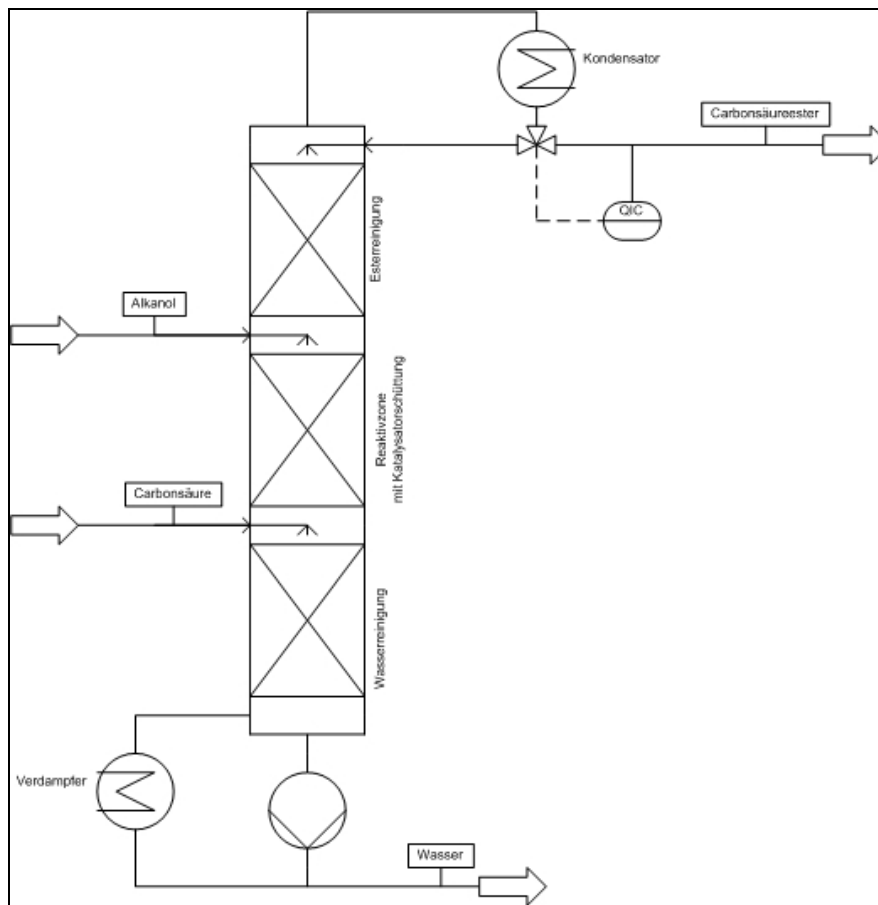 Kondensator
Carbonsäureester
QIC
Esterreinigung
Alkanol
Reaktivzone
mit Katalysatorschüttung
Carbonsäure
Wasserreinigung
Verdampfer
Wasser